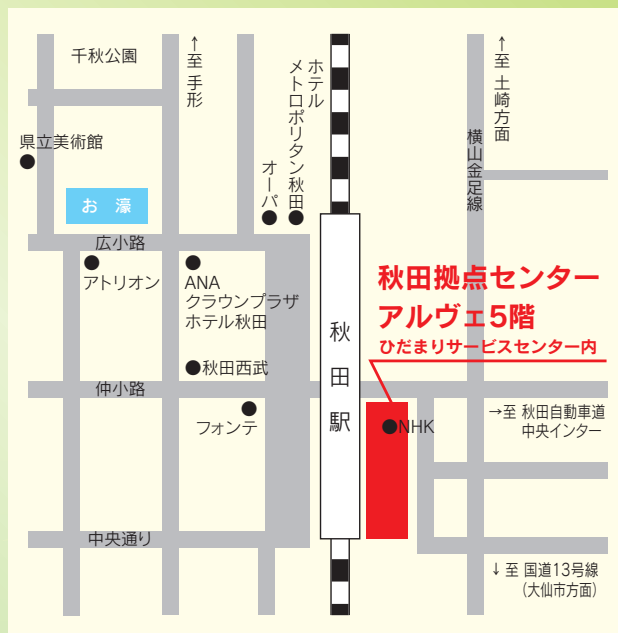 千秋公園
↑至 手形
ホテル
メトロポリタン秋田
オーパ
↑至 土崎方面
横山金足線
県立美術館
お濠
広小路
アトリオン
ANA
クラウンプラザ
ホテル秋田
秋田拠点センター
アルヴェ5階
ひだまりサービスセンター内
秋田駅
秋田西武
仲小路
フォンテ
NHK
→至 秋田自動車道
中央インター
中央通り
↓至 国道13号線
(大仙市方面)